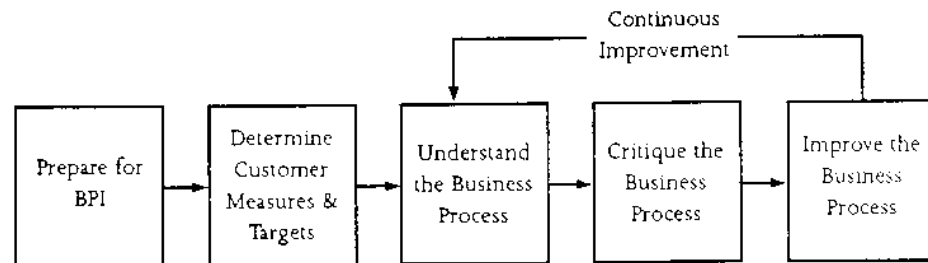 Continuous
Improvement
Prepare for
BPI
Determine
Customer
Measures &
Targets
Understand
the Business
Process
Critique the
Business
Process
Improve the
Business
Process